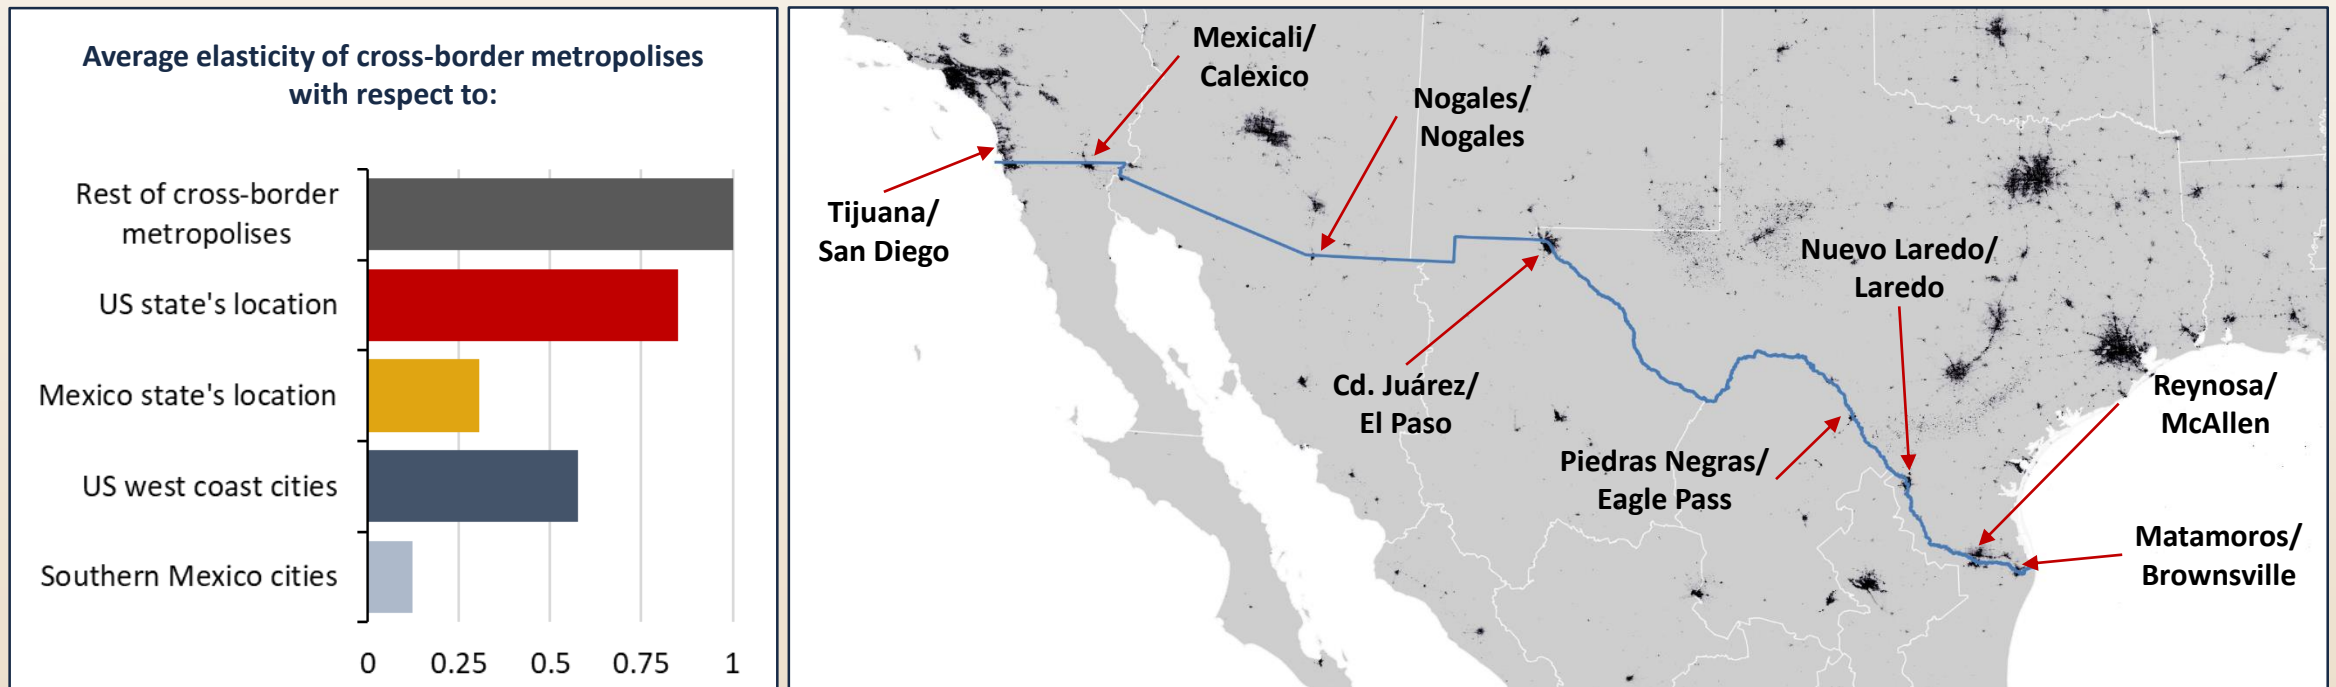 Average elasticity of cross-border metropolises
with respect to:
Rest of cross-border
metropolises
US state's location
Mexico state's location
US west coast cities
Southern Mexico cities
0 0.25 0.5 0.75 1
Mexicali/
Calexico
Nogales/
Nogales
Tijuana/
San Diego
Nuevo Laredo/
Laredo
Cd. Juárez/
El Paso
Reynosa/
McAllen
Piedras Negras/
Eagle Pass
Matamoros/
Brownsville